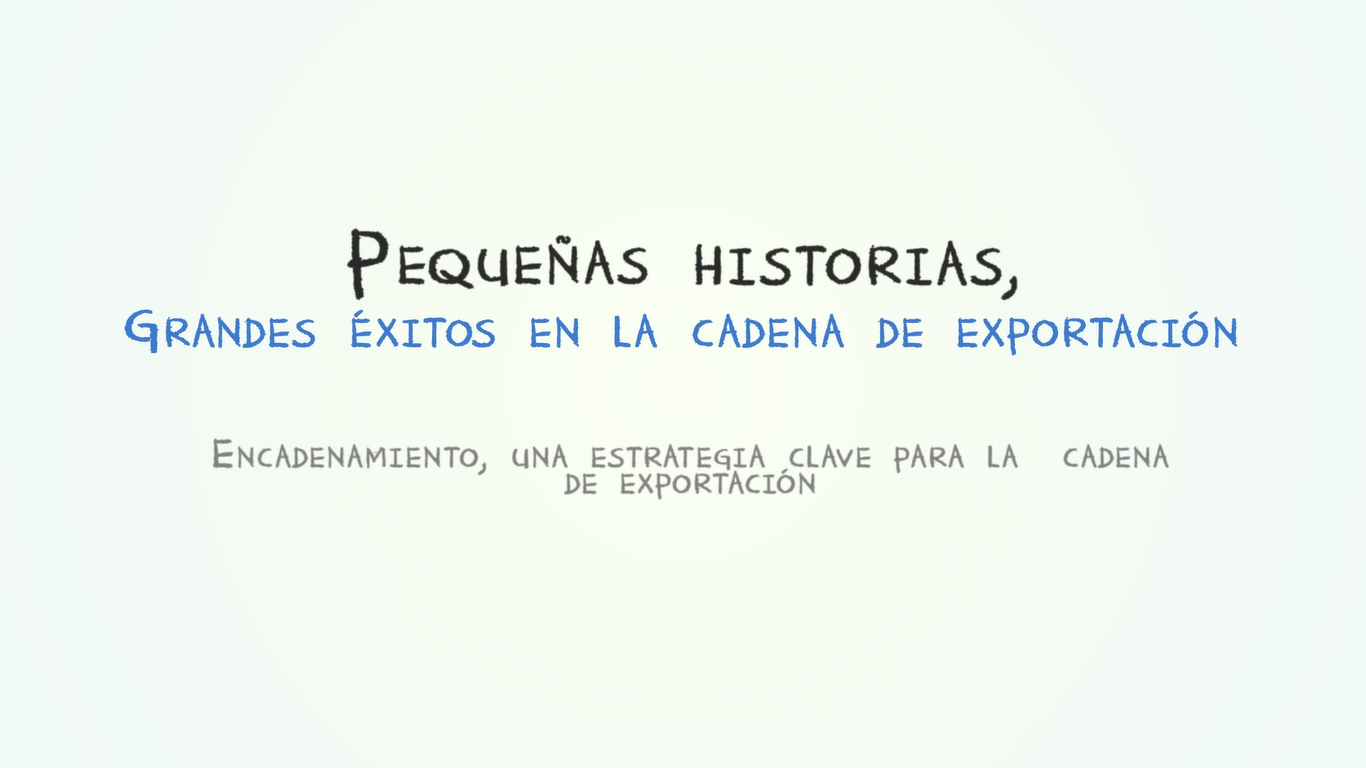 Pequeñas historias,
Grandes éxitos en la cadena de exportación
Encadenamiento, una estrategia clave para la cadena
de exportación